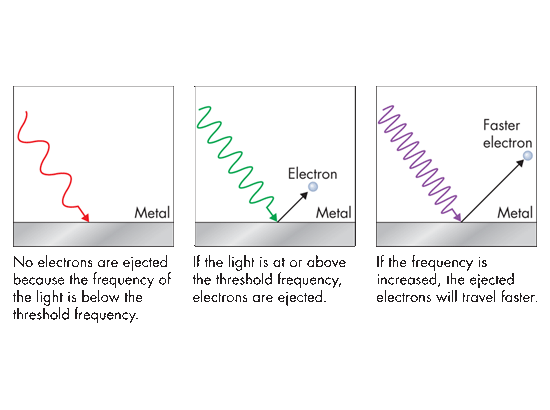 Metal
No electrons are ejected
because the frequency of
the light is below the
threshold frequency.
Electron
Metal
If the light is at or above
the threshold frequency,
electrons are ejected.
Faster
electron
Metal
If the frequency is
increased, the ejected
electrons will travel faster.